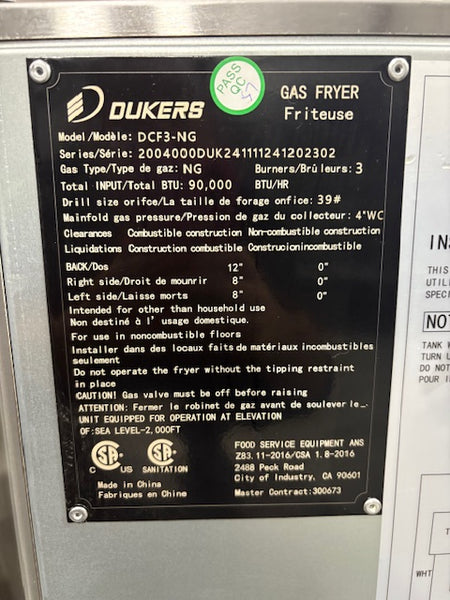 DUKERS
PASS
QC 57
GAS FRYER
Friteuse
Model/Modèle: DCF3-NG
Series/Série: 2004000DUK241111241202302
Gas Type/Type de gaz: NG Burners/Brûleurs: 3
Total INPUT/Total BTU: 90,000 BTU/HR
Drill size orifce/La taille de forage onfice: 39#
Mainfold gas pressure/Pression de gaz du collecteur: 4"WC
Clearances Combustible construction Non-combustible construction
Liquidations Construction combustible Construcionincombustible
BACK/Dos 12" 0"
Right side/Droit de mourir 8" 0"
Left side/Laisse morts 8" 0"
Intended for other than household use
Non destiné à l' usage domestique.
For use in noncombustible floors
Installer dans des locaux faits de matériaux incombustibles
seulement
Do not operate the fryer without the tipping restraint
in place
CAUTION! Gas valve must be off before raising
ATTENTION: Fermer le robinet de gaz avant de soulever le…
UNIT EQUIPPED FOR OPERATION AT ELEVATION
OF:SEA LEVEL-2,000FT
C US SANITATION
FOOD SERVICE EQUIPMENT ANS
Z83.11-2016/CSA 1.8-2016
2488 Peck Road
City of Industry, CA 90601
Made in China
Fabriques en Chine
Master Contract:300673
INS
THIS
UTIL
SPECI
NOT
TANK W
TURN U
DO NOT
POUR I
T
WHT